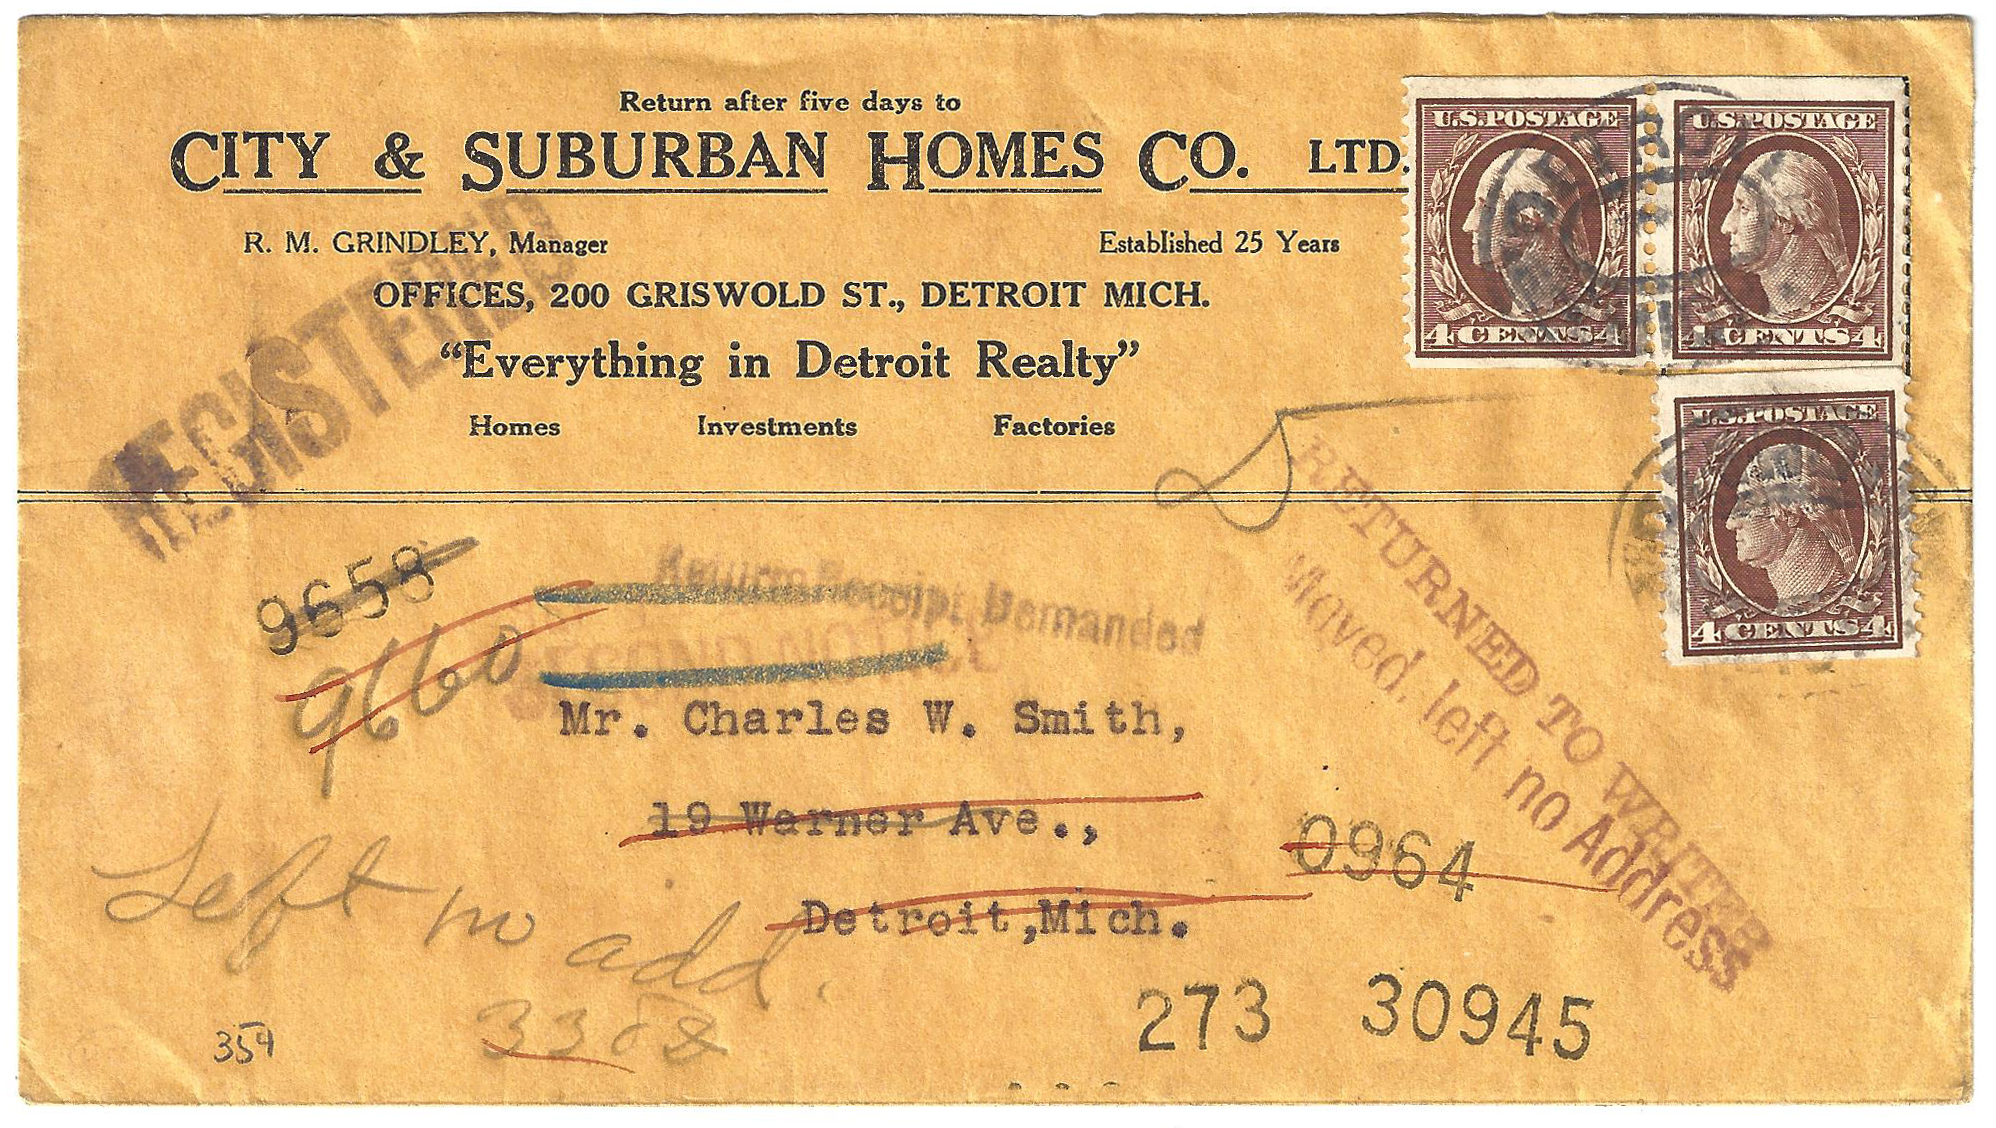 Return after five days to
CITY & SUBURBAN HOMES CO. LTD.
R. M. GRINDLEY, Manager Established 25 Years
OFFICES, 200 GRISWOLD ST., DETROIT MICH.
"Everything in Detroit Realty"
Homes Investments Factories
U.S. POSTAGE
4 CENTS 4
U.S. POSTAGE
4 CENTS 4
U.S. POSTAGE
4 CENTS 4
REGISTERED
RETURNED TO WRITER
Moved, left no Address
9658
Return Receipt Demanded
SECOND NOTICE
9660
Mr. Charles W. Smith,
19 Warner Ave.,
0964
Detroit,Mich.
Left no add.
273 30945
359